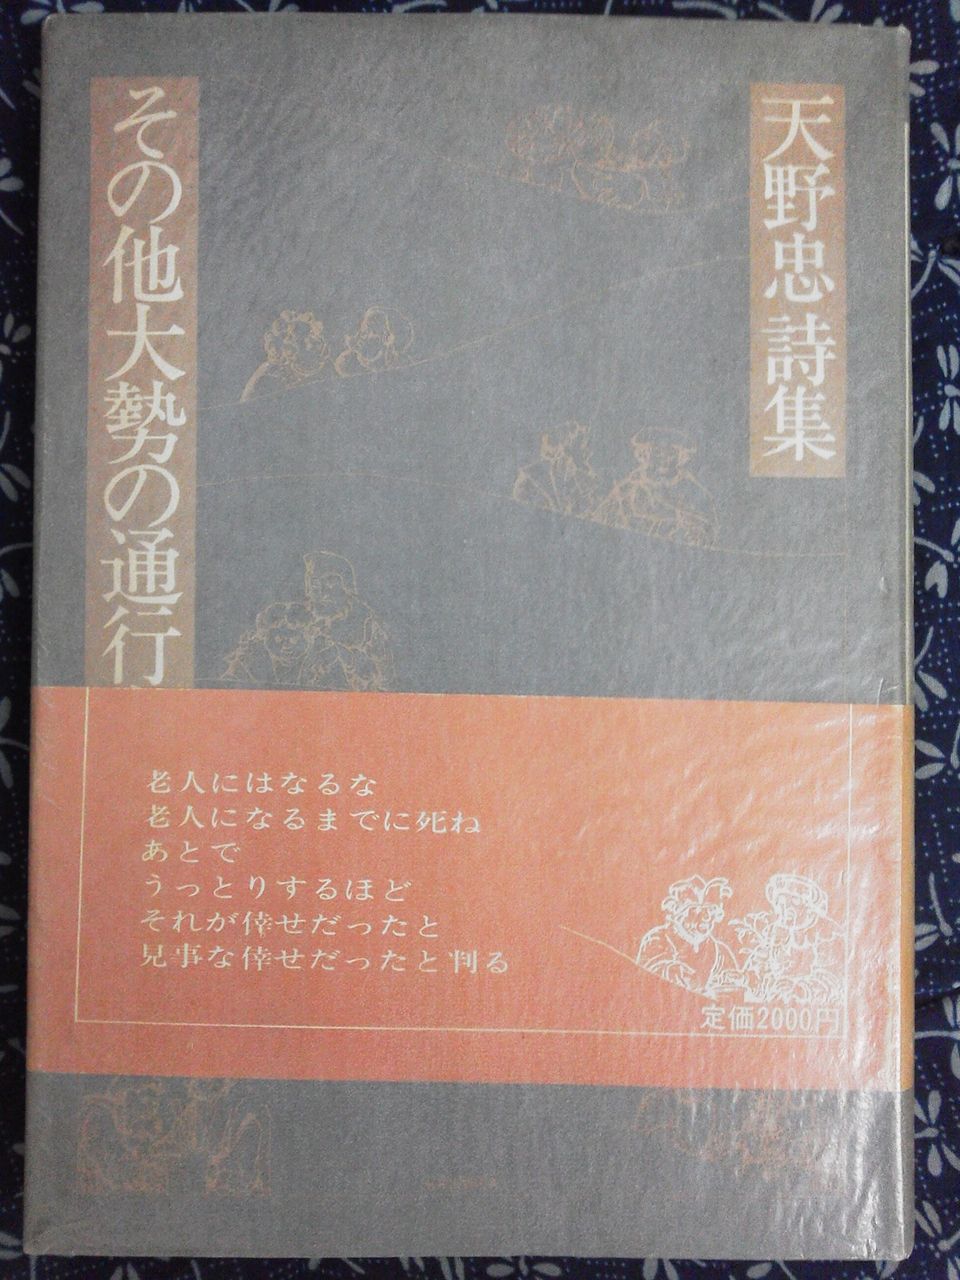 天野忠詩集
その他大勢の通行
老人にはなるな
老人になるまでに死ね
あとで
うっとりするほど
それが倖せだったと
見事な倖せだったと判る
定価2000円